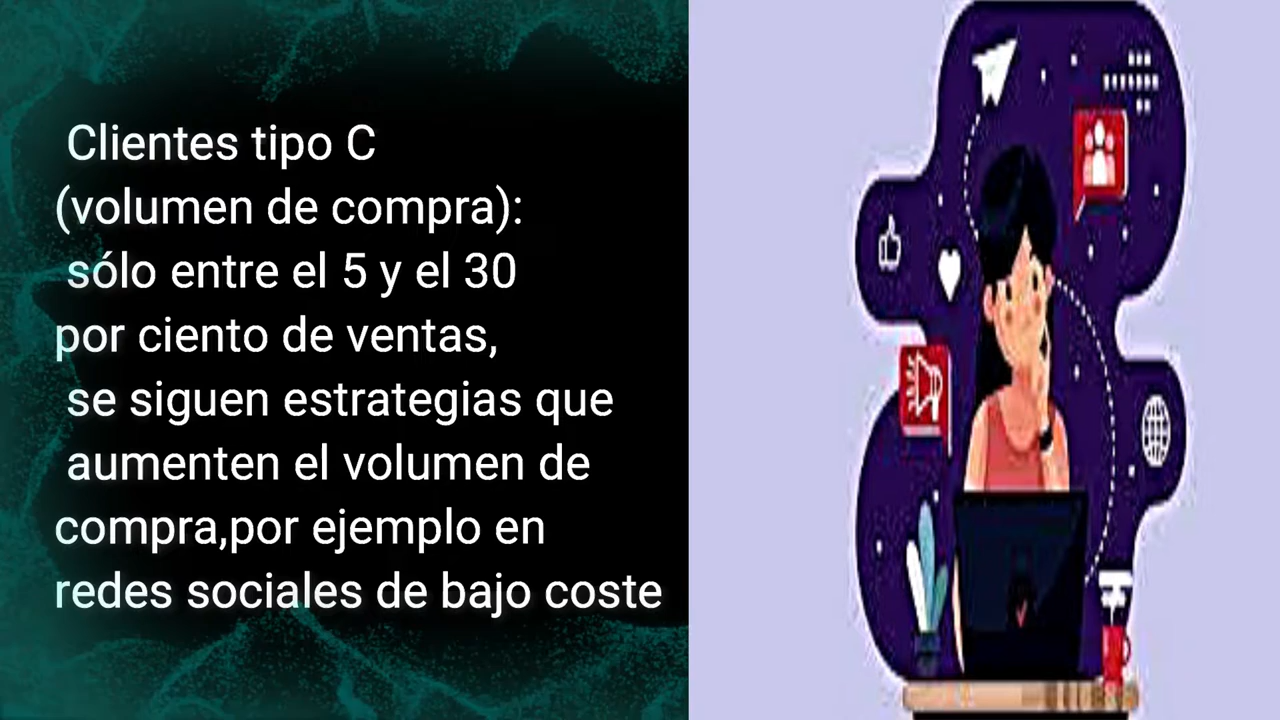 Clientes tipo C
(volumen de compra):
sólo entre el 5 y el 30
por ciento de ventas,
se siguen estrategias que
aumenten el volumen de
compra,por ejemplo en
redes sociales de bajo coste